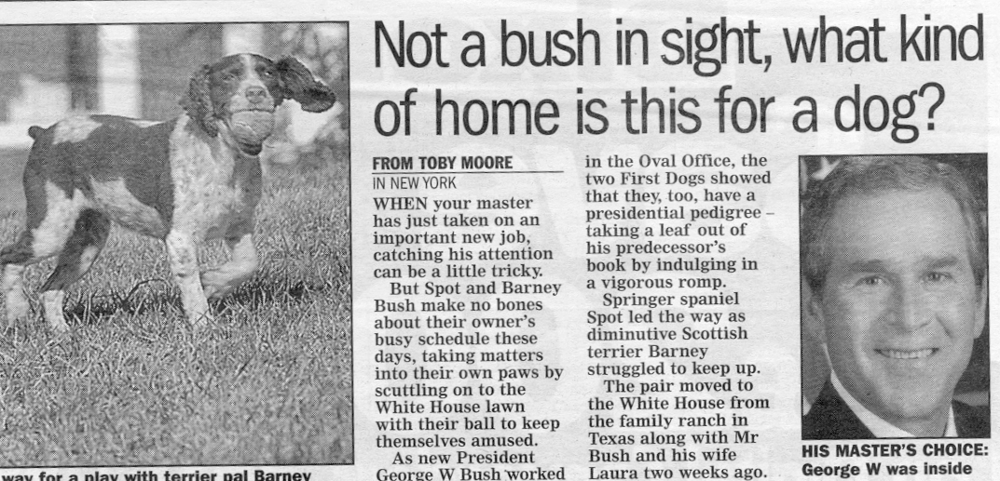 Not a bush in sight, what kind
of home is this for a dog?
FROM TOBY MOORE
IN NEW YORK
WHEN your master
has just taken on an
important new job,
catching his attention
can be a little tricky.
But Spot and Barney
Bush make no bones
about their owner's
busy schedule these
days, taking matters
into their own paws by
scuttling on to the
White House lawn
with their ball to keep
themselves amused.
As new President
George W Bush worked
in the Oval Office, the
two First Dogs showed
that they, too, have a
presidential pedigree –
taking a leaf out of
his predecessor's
book by indulging in
a vigorous romp.
Springer spaniel
Spot led the way as
diminutive Scottish
terrier Barney
struggled to keep up.
The pair moved to
the White House from
the family ranch in
Texas along with Mr
Bush and his wife
Laura two weeks ago.
HIS MASTER'S CHOICE:
George W was inside
way for a play with terrier pal Barney